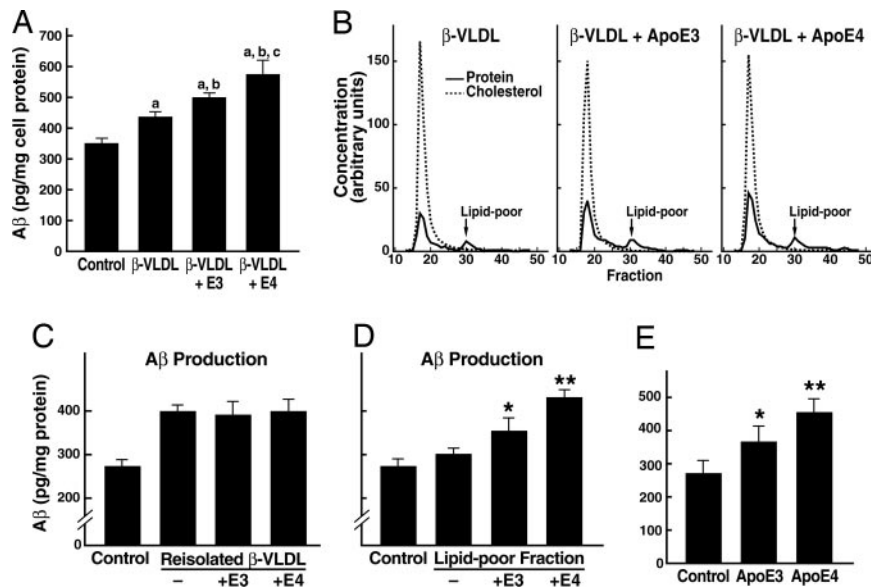 A
Aβ (pg/mg cell protein)
700
600
500
400
300
200
100
0
a
a, b
a, b, c
Control
β-VLDL
β-VLDL
+ E3
β-VLDL
+ E4
B
Concentration
(arbitrary units)
150
100
50
0
β-VLDL
Protein
Cholesterol
Lipid-poor
10 20 30 40 50
β-VLDL + ApoE3
Lipid-poor
10 20 30 40 50
Fraction
β-VLDL + ApoE4
Lipid-poor
10 20 30 40 50
C
Aβ Production
Aβ (pg/mg protein)
400
300
200
0
Control
Reisolated β-VLDL
– +E3 +E4
D
Aβ Production
*
**
Control
Lipid-poor Fraction
– +E3 +E4
E
500
400
300
200
100
0
*
**
Control ApoE3 ApoE4